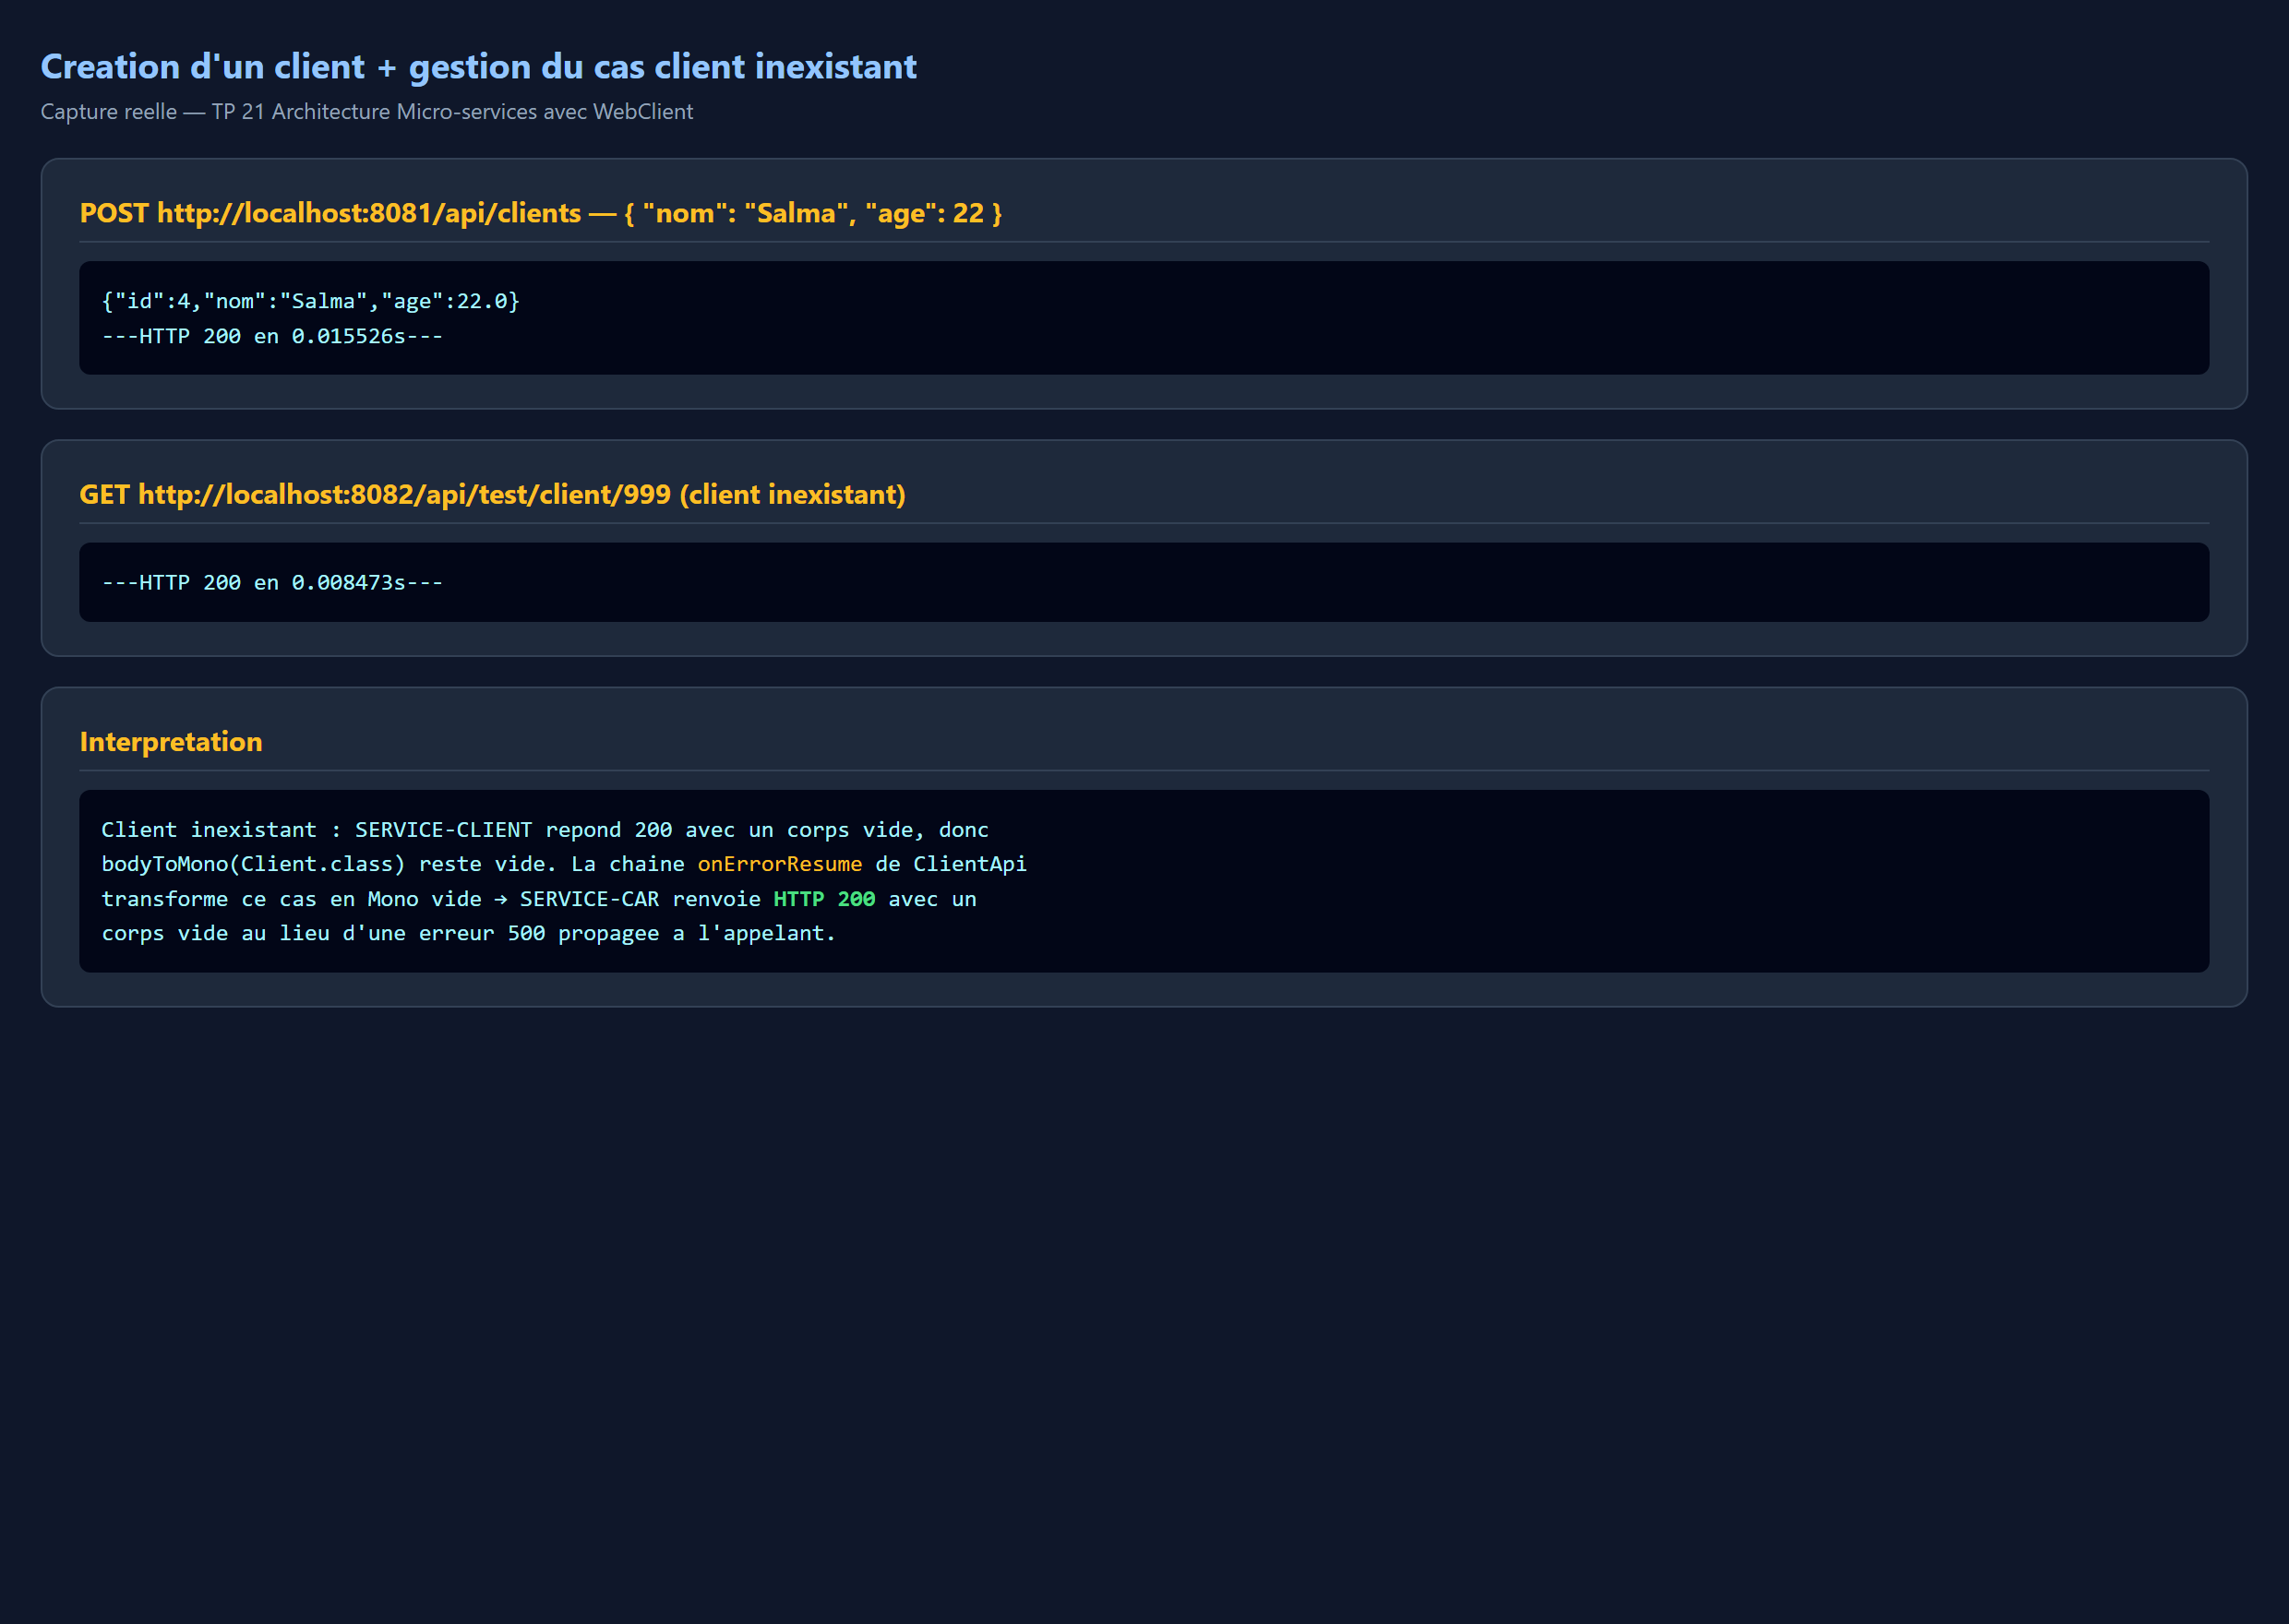 Creation d'un client + gestion du cas client inexistant
Capture reelle — TP 21 Architecture Micro-services avec WebClient
POST http://localhost:8081/api/clients — { "nom": "Salma", "age": 22 }
{"id":4,"nom":"Salma","age":22.0}
---HTTP 200 en 0.015526s---
GET http://localhost:8082/api/test/client/999 (client inexistant)
---HTTP 200 en 0.008473s---
Interpretation
Client inexistant : SERVICE-CLIENT repond 200 avec un corps vide, donc
bodyToMono(Client.class) reste vide. La chaine onErrorResume de ClientApi
transforme ce cas en Mono vide → SERVICE-CAR renvoie HTTP 200 avec un
corps vide au lieu d'une erreur 500 propagee a l'appelant.